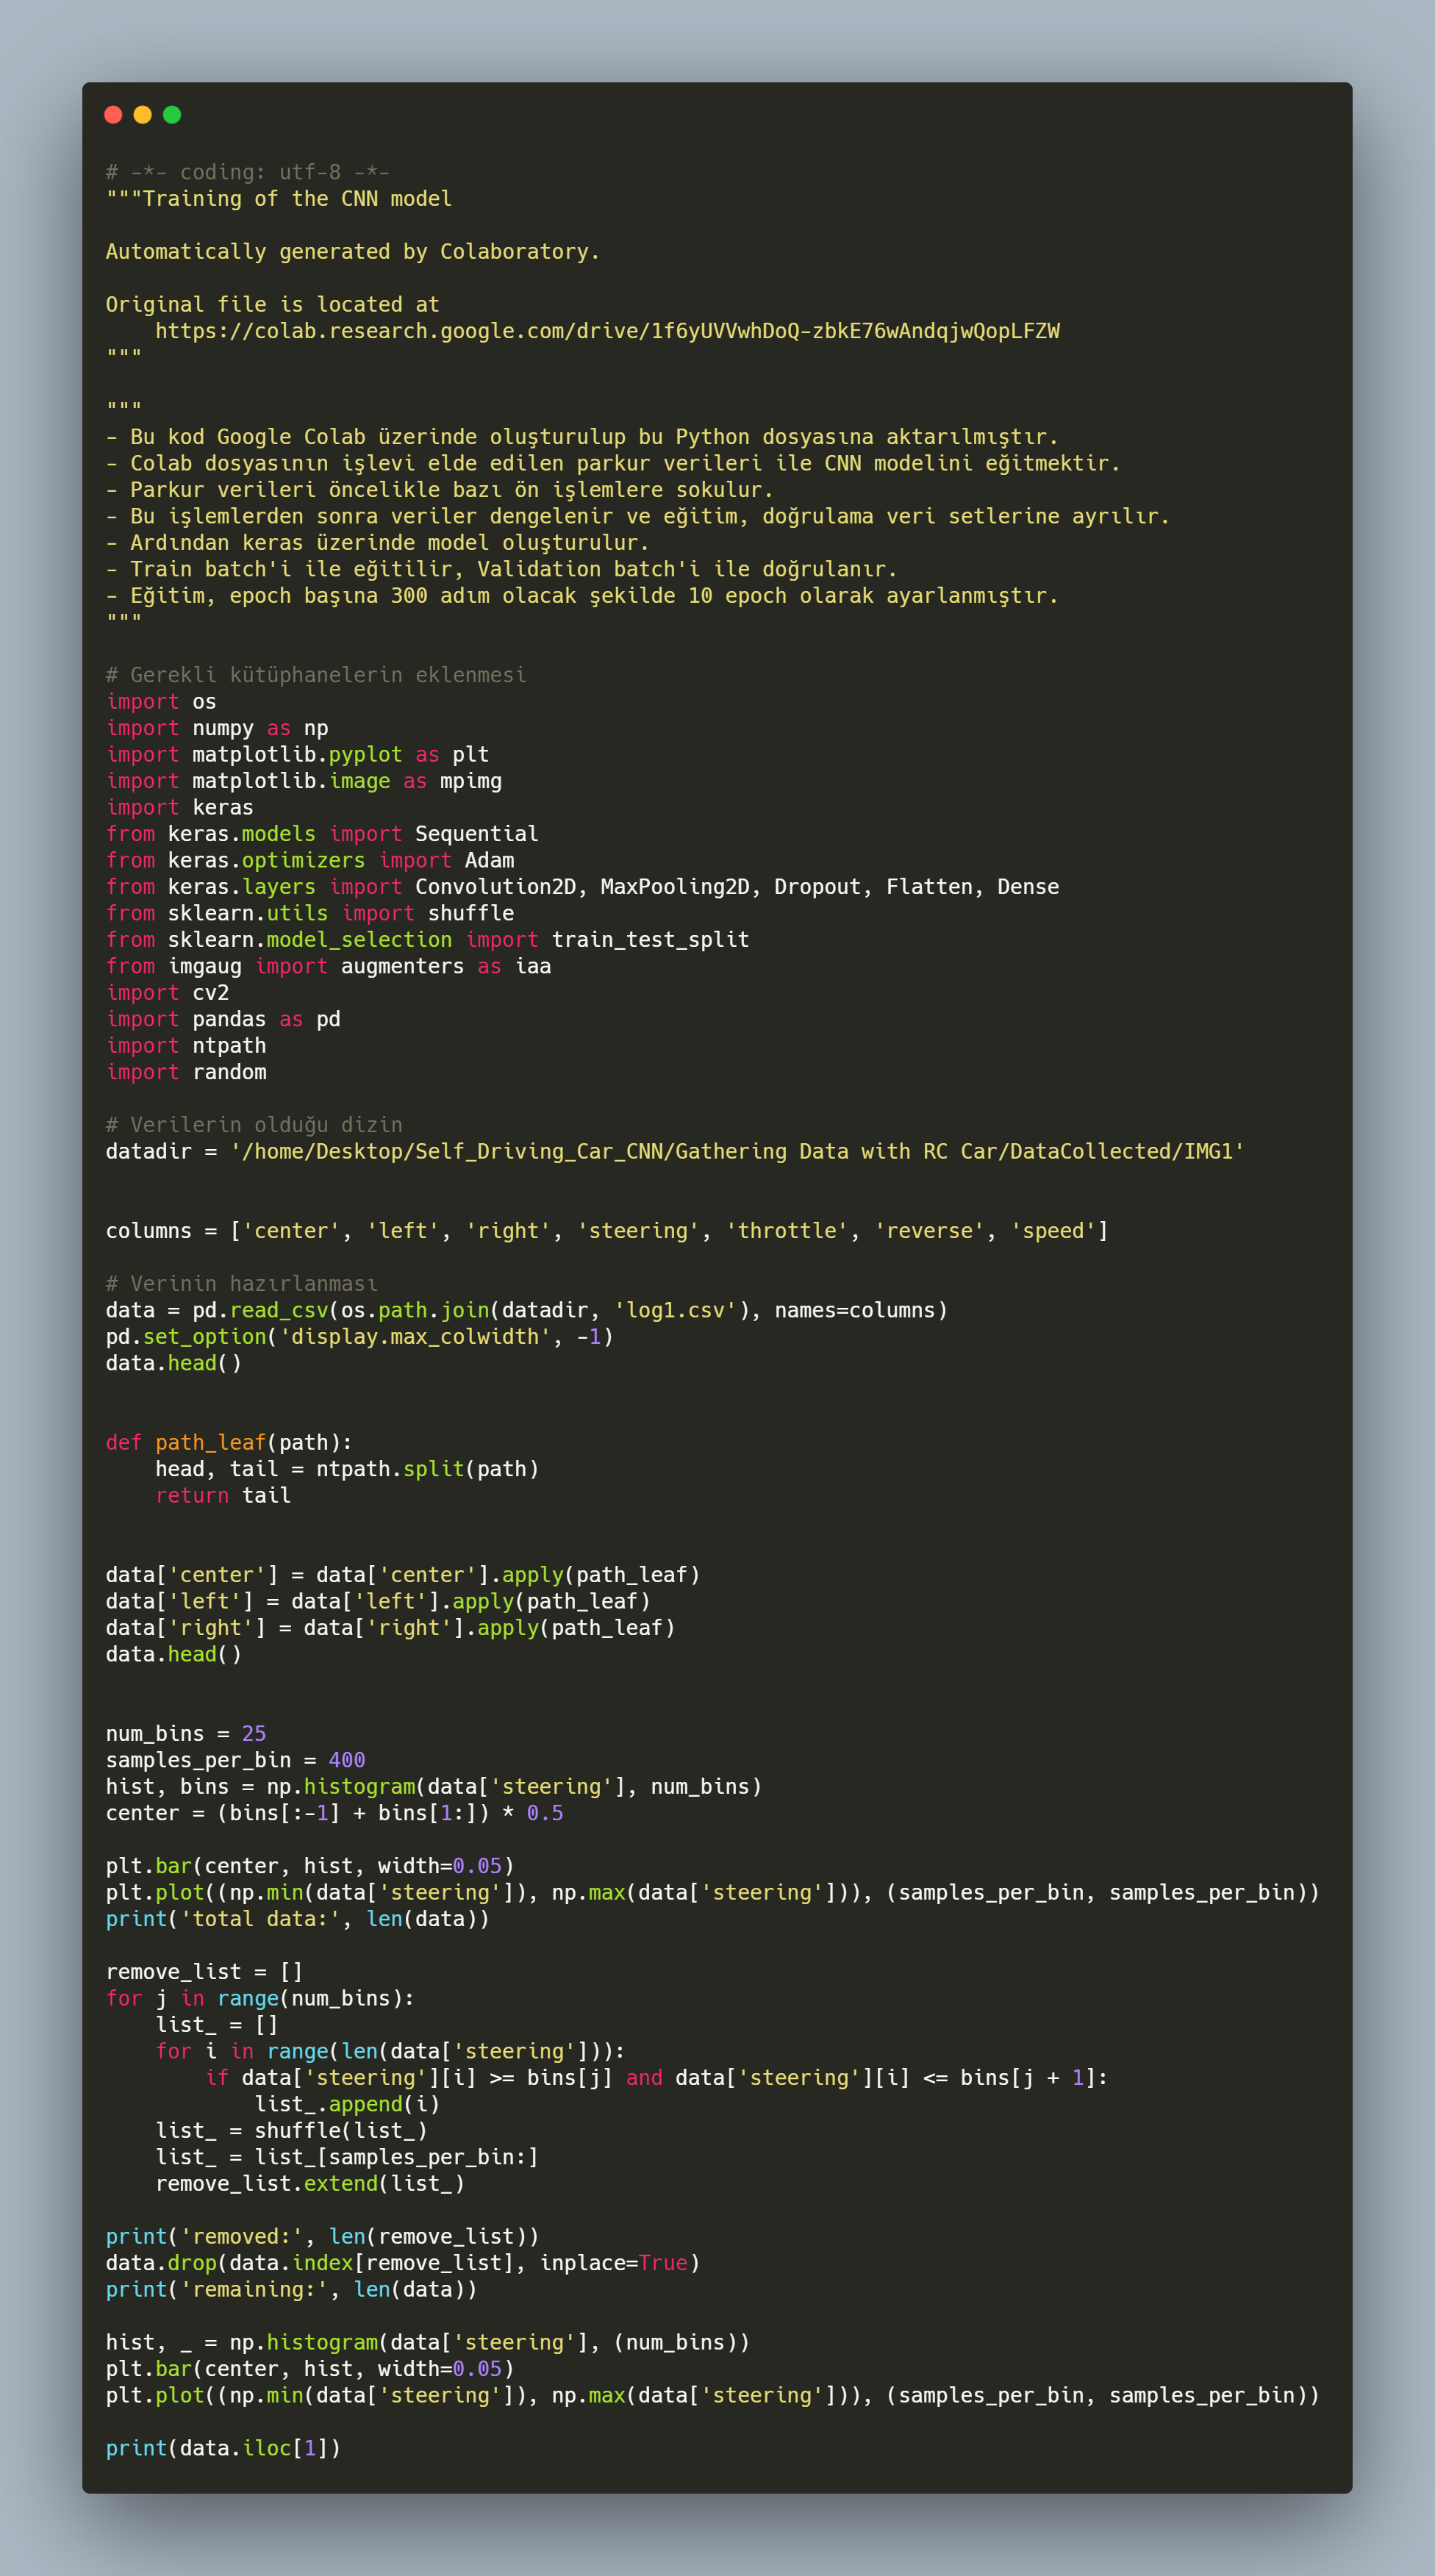 # -*- coding: utf-8 -*-
"""Training of the CNN model

Automatically generated by Colaboratory.

Original file is located at
    https://colab.research.google.com/drive/1f6yUVVwhDoQ-zbkE76wAndqjwQopLFZW
"""

"""
- Bu kod Google Colab üzerinde oluşturulup bu Python dosyasına aktarılmıştır.
- Colab dosyasının işlevi elde edilen parkur verileri ile CNN modelini eğitmektir.
- Parkur verileri öncelikle bazı ön işlemlere sokulur.
- Bu işlemlerden sonra veriler dengelenir ve eğitim, doğrulama veri setlerine ayrılır.
- Ardından keras üzerinde model oluşturulur.
- Train batch'i ile eğitilir, Validation batch'i ile doğrulanır.
- Eğitim, epoch başına 300 adım olacak şekilde 10 epoch olarak ayarlanmıştır.
"""

# Gerekli kütüphanelerin eklenmesi
import os
import numpy as np
import matplotlib.pyplot as plt
import matplotlib.image as mpimg
import keras
from keras.models import Sequential
from keras.optimizers import Adam
from keras.layers import Convolution2D, MaxPooling2D, Dropout, Flatten, Dense
from sklearn.utils import shuffle
from sklearn.model_selection import train_test_split
from imgaug import augmenters as iaa
import cv2
import pandas as pd
import ntpath
import random

# Verilerin olduğu dizin
datadir = '/home/Desktop/Self_Driving_Car_CNN/Gathering Data with RC Car/DataCollected/IMG1'


columns = ['center', 'left', 'right', 'steering', 'throttle', 'reverse', 'speed']

# Verinin hazırlanması
data = pd.read_csv(os.path.join(datadir, 'log1.csv'), names=columns)
pd.set_option('display.max_colwidth', -1)
data.head()


def path_leaf(path):
    head, tail = ntpath.split(path)
    return tail


data['center'] = data['center'].apply(path_leaf)
data['left'] = data['left'].apply(path_leaf)
data['right'] = data['right'].apply(path_leaf)
data.head()


num_bins = 25
samples_per_bin = 400
hist, bins = np.histogram(data['steering'], num_bins)
center = (bins[:-1] + bins[1:]) * 0.5

plt.bar(center, hist, width=0.05)
plt.plot((np.min(data['steering']), np.max(data['steering'])), (samples_per_bin, samples_per_bin))
print('total data:', len(data))

remove_list = []
for j in range(num_bins):
    list_ = []
    for i in range(len(data['steering'])):
        if data['steering'][i] >= bins[j] and data['steering'][i] <= bins[j + 1]:
            list_.append(i)
    list_ = shuffle(list_)
    list_ = list_[samples_per_bin:]
    remove_list.extend(list_)

print('removed:', len(remove_list))
data.drop(data.index[remove_list], inplace=True)
print('remaining:', len(data))

hist, _ = np.histogram(data['steering'], (num_bins))
plt.bar(center, hist, width=0.05)
plt.plot((np.min(data['steering']), np.max(data['steering'])), (samples_per_bin, samples_per_bin))

print(data.iloc[1])